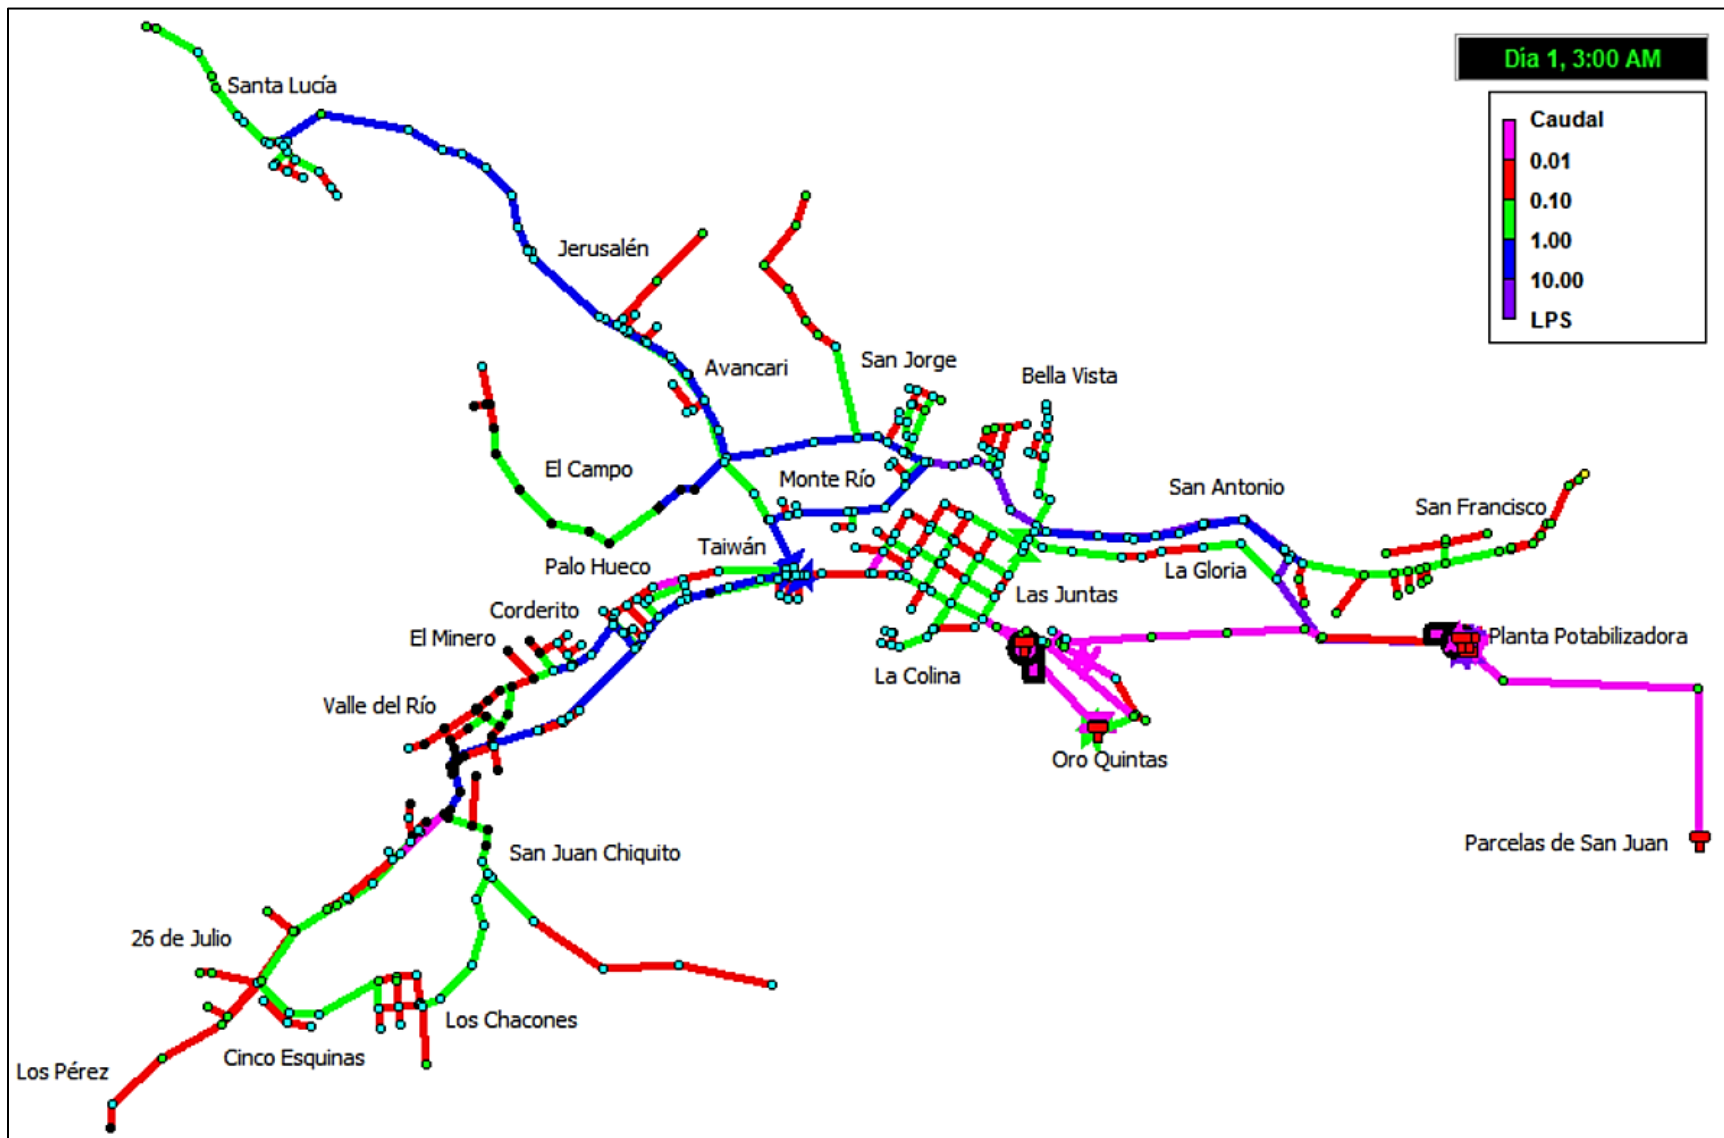 Día 1, 3:00 AM
Caudal
0.01
0.10
1.00
10.00
LPS
Santa Lucía
Jerusalén
Avancari
San Jorge
Bella Vista
El Campo
Monte Río
San Antonio
San Francisco
Taiwán
Palo Hueco
La Gloria
Las Juntas
Corderito
El Minero
Planta Potabilizadora
La Colina
Valle del Río
Oro Quintas
San Juan Chiquito
Parcelas de San Juan
26 de Julio
Los Chacones
Cinco Esquinas
Los Pérez